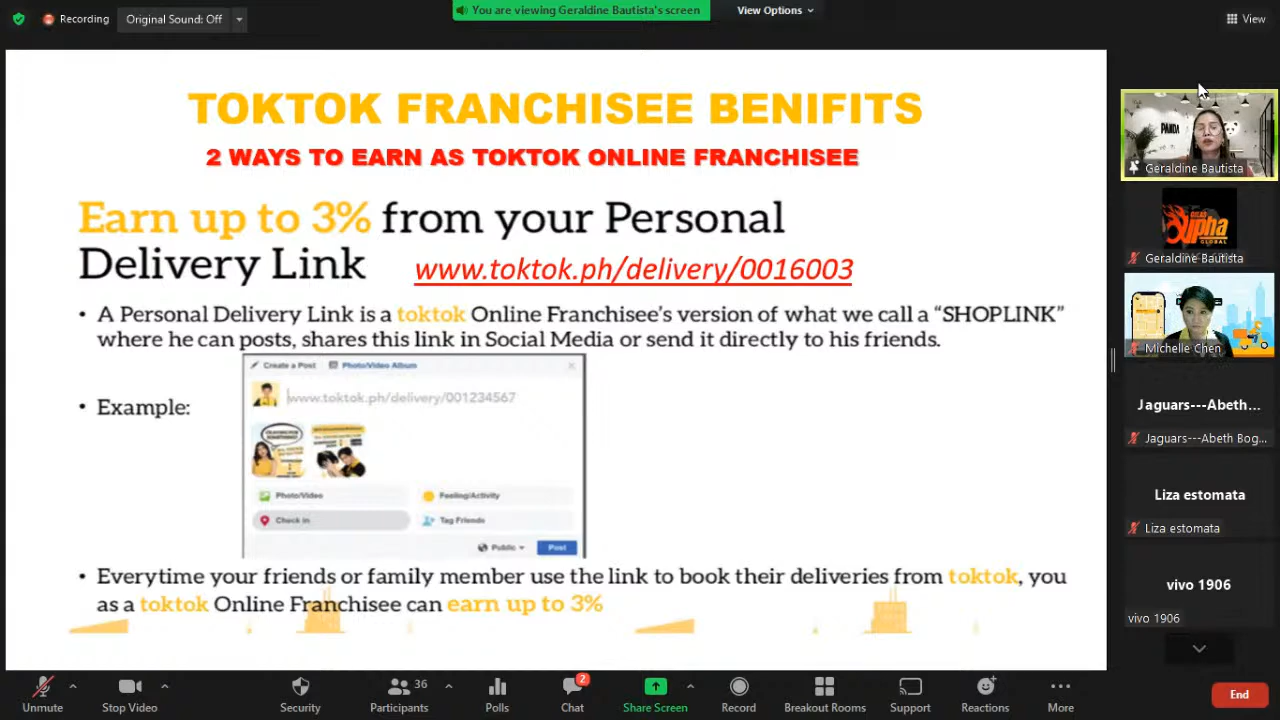 Recording
Original Sound: Off
You are viewing Geraldine Bautista's screen
View Options
View
TOKTOK FRANCHISEE BENIFITS
2 WAYS TO EARN AS TOKTOK ONLINE FRANCHISEE
Earn up to 3% from your Personal
Delivery Link www.toktok.ph/delivery/0016003
• A Personal Delivery Link is a toktok Online Franchisee's version of what we call a "SHOPLINK"
where he can posts, shares this link in Social Media or send it directly to his friends.
Create a Post Photo/Video Album
• Example:
www.toktok.ph/delivery/001234567
Photo/Video Feeling/Activity
Check in Tag Friends
Public Post
• Everytime your friends or family member use the link to book their deliveries from toktok, you
as a toktok Online Franchisee can earn up to 3%
PANDA
Geraldine Bautista
GLOBAL
Geraldine Bautista
Michelle Chen
Jaguars---Abeth...
Jaguars---Abeth Bog...
Liza estomata
Liza estomata
vivo 1906
vivo 1906
Unmute
Stop Video
Security
36
Participants
Polls
2
Chat
Share Screen
Record
Breakout Rooms
Support
Reactions
More
End